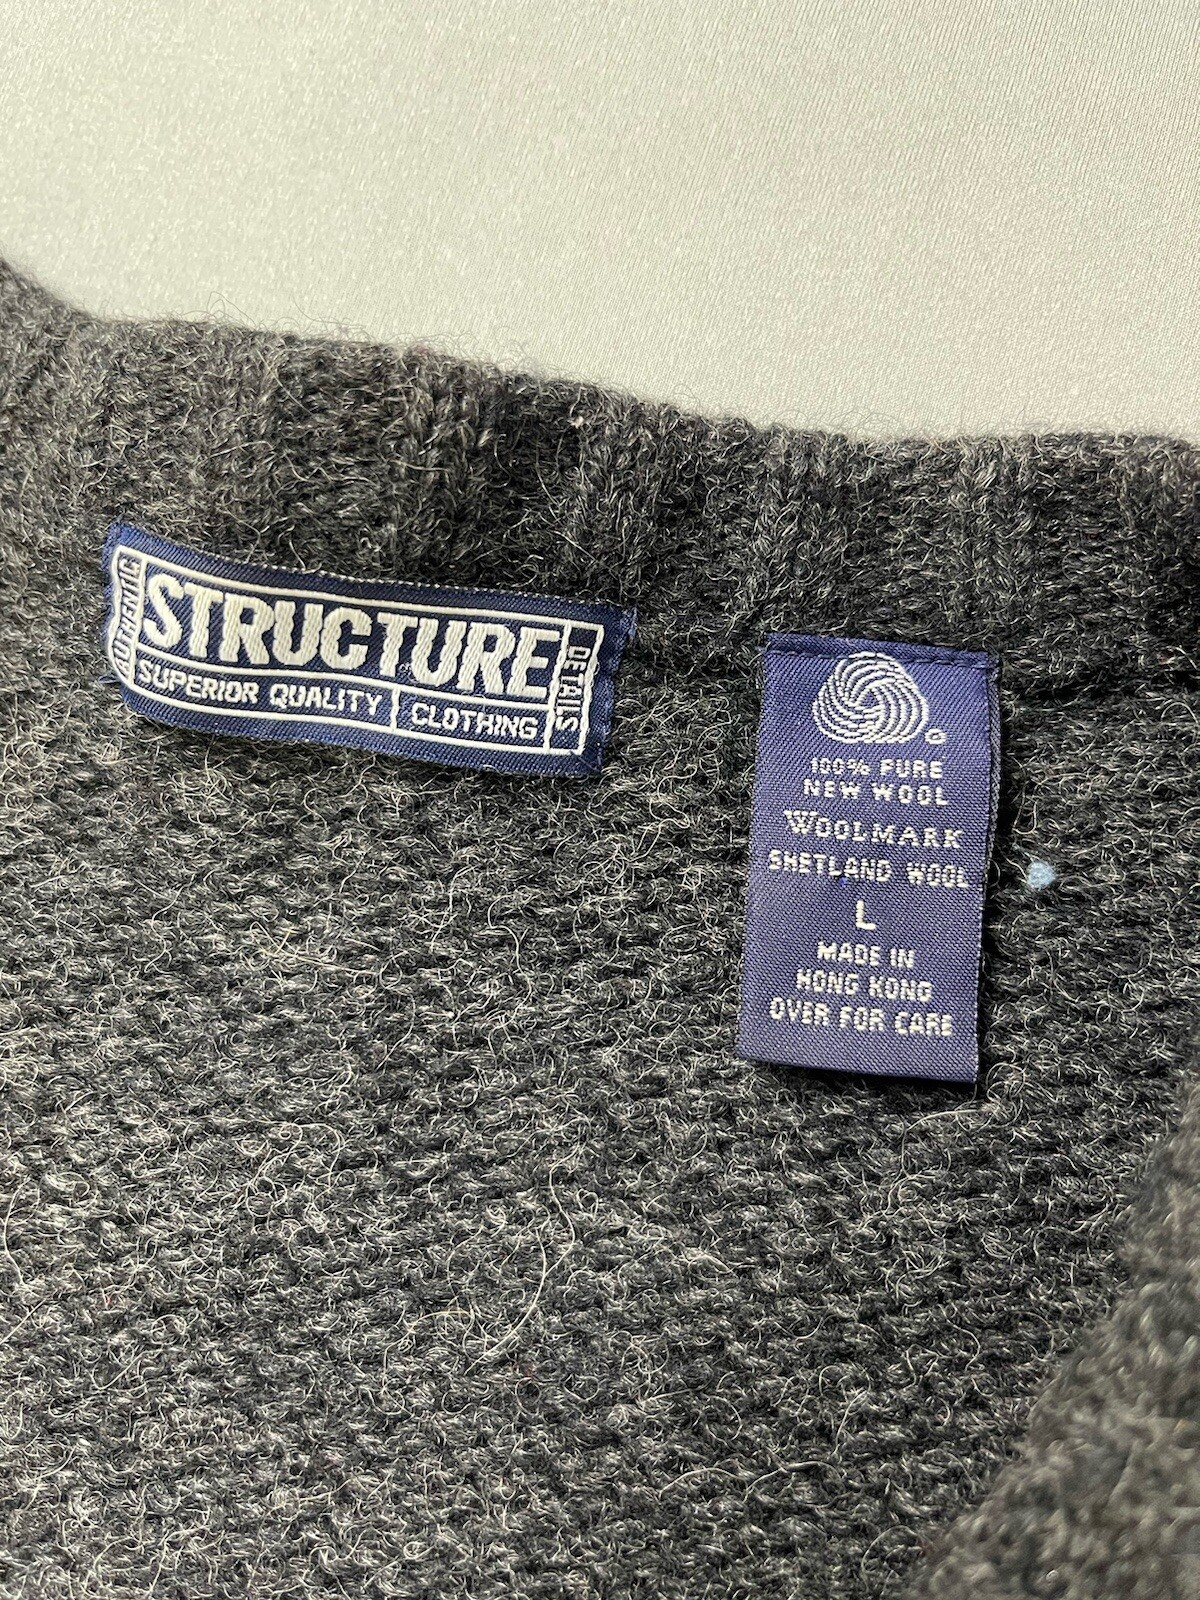 AUTHENTIC
STRUCTURE
DETAILS
SUPERIOR QUALITY
CLOTHING
100% PURE
NEW WOOL
WOOLMARK
SHETLAND WOOL
L
MADE IN
HONG KONG
OVER FOR CARE